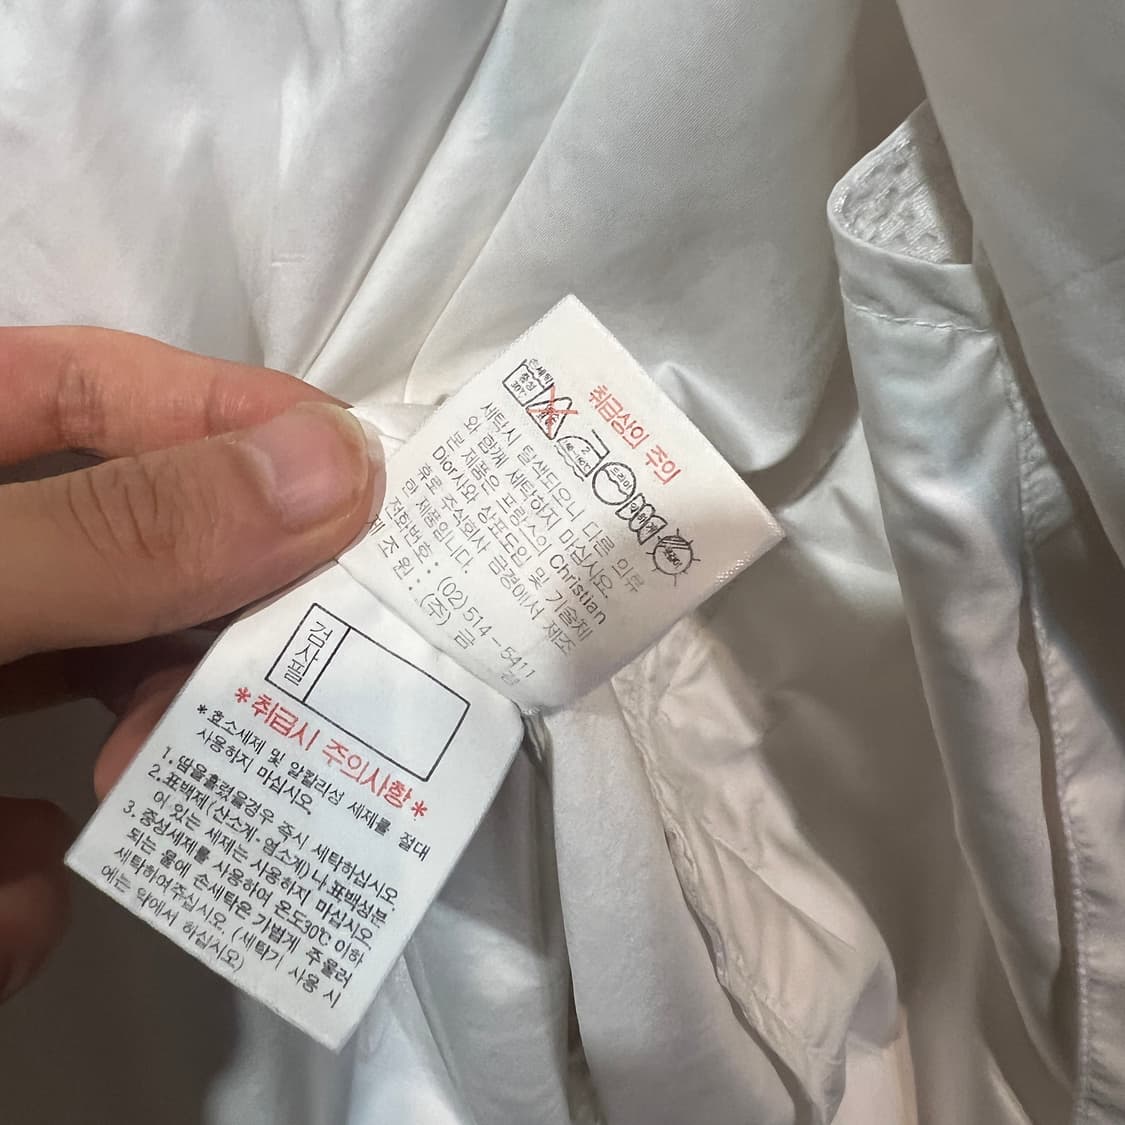 취급상의 주의
손세탁
중성
30℃
드라이
세탁시 탈색되오니 다른 의류
와 함께 세탁하지 마십시오.
본 제품은 프랑스의 Christian
Dior사와 상표도입 및 기술제
휴로 주식회사 금경에서 제조
한 제품입니다.
전화번호 : (02)514-5411
제 조 원 : (주) 금 경
검사필
*취급시 주의사항*
*효소세제 및 알칼리성 세제를 절대
사용하지 마십시오.
1. 땀을흘렸을경우 즉시 세탁하십시오.
2. 표백제(산소계·염소계)나 표백성분
이 있는 세제는 사용하지 마십시오.
3. 중성세제를 사용하여 온도30℃ 이하
되는 물에 손세탁은 가볍게 주물러
세탁하여주십시오. (세탁기 사용 시
에는 약에서 하십시오)